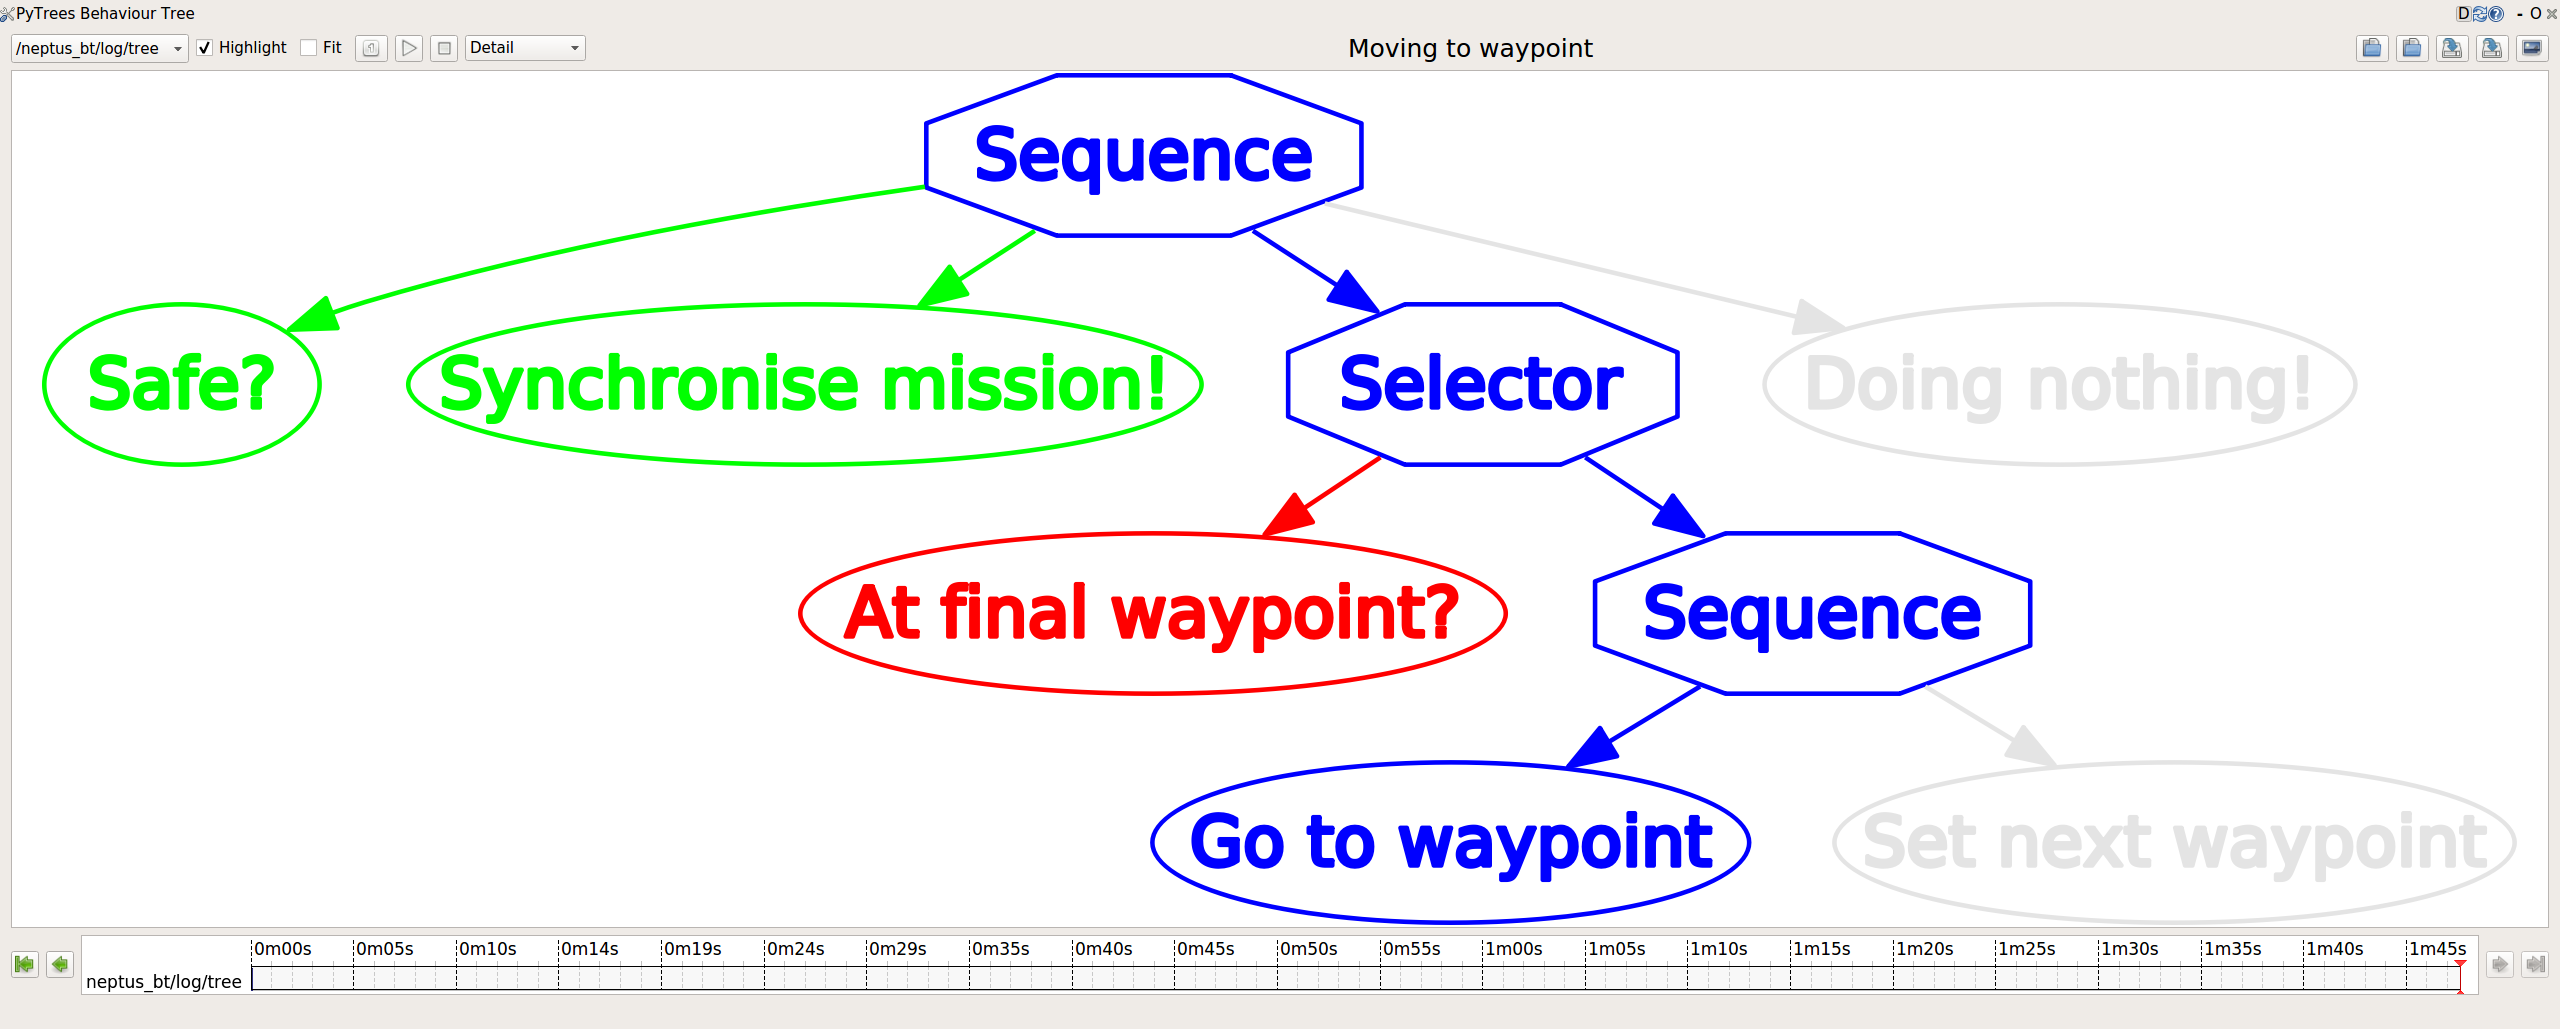 PyTrees Behaviour Tree
D - O
/neptus_bt/log/tree Highlight Fit Detail Moving to waypoint
Sequence
Safe? Synchronise mission! Selector Doing nothing!
At final waypoint? Sequence
Go to waypoint Set next waypoint
0m00s 0m05s 0m10s 0m14s 0m19s 0m24s 0m29s 0m35s 0m40s 0m45s 0m50s 0m55s 1m00s 1m05s 1m10s 1m15s 1m20s 1m25s 1m30s 1m35s 1m40s 1m45s
neptus_bt/log/tree